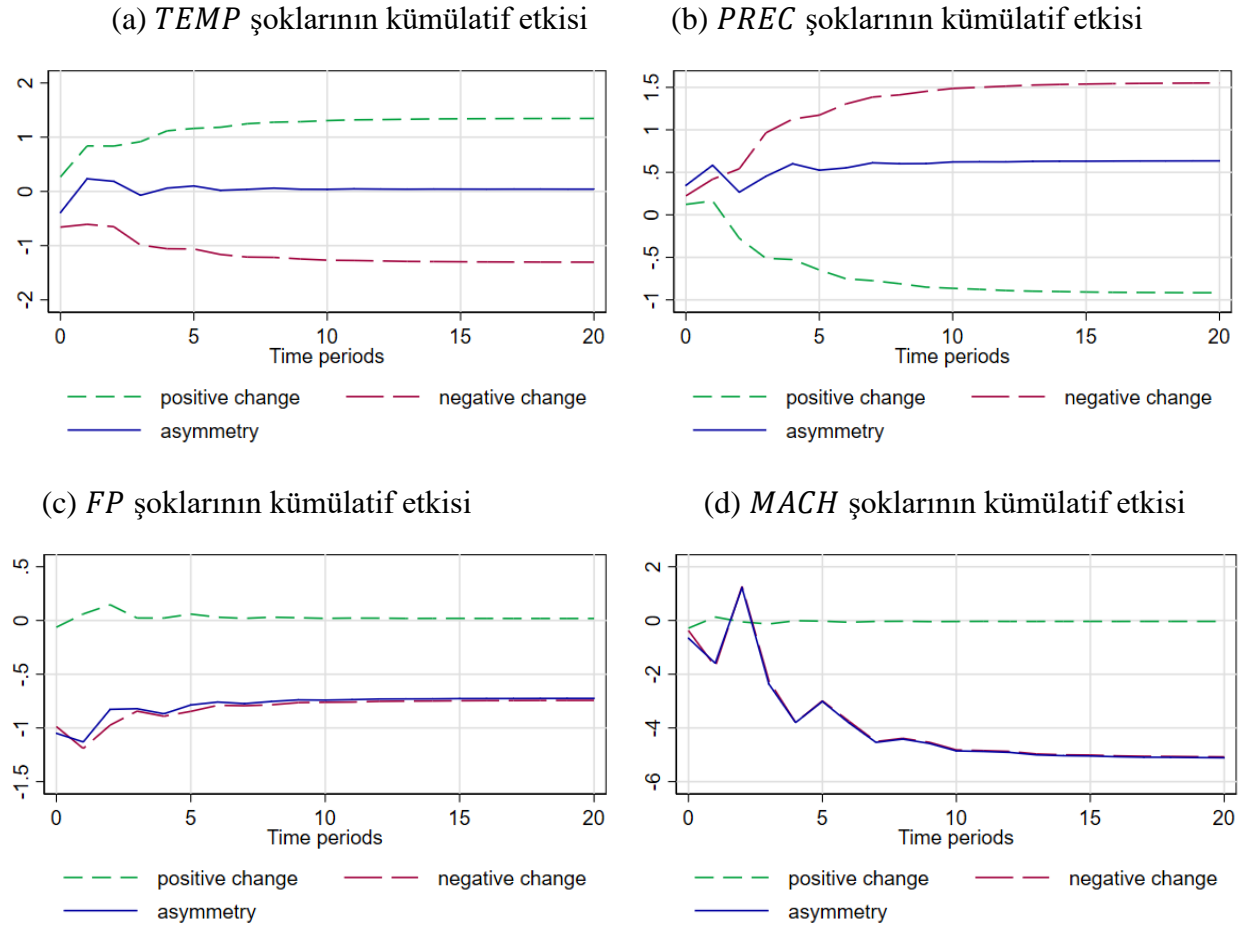 (a) TEMP şoklarının kümülatif etkisi
2
1
0
-1
-2
0 5 10 15 20
Time periods
positive change negative change
asymmetry
(b) PREC şoklarının kümülatif etkisi
1.5
1
.5
0
-.5
-1
0 5 10 15 20
Time periods
positive change negative change
asymmetry
(c) FP şoklarının kümülatif etkisi
.5
0
-.5
-1
-1.5
0 5 10 15 20
Time periods
positive change negative change
asymmetry
(d) MACH şoklarının kümülatif etkisi
2
0
-2
-4
-6
0 5 10 15 20
Time periods
positive change negative change
asymmetry